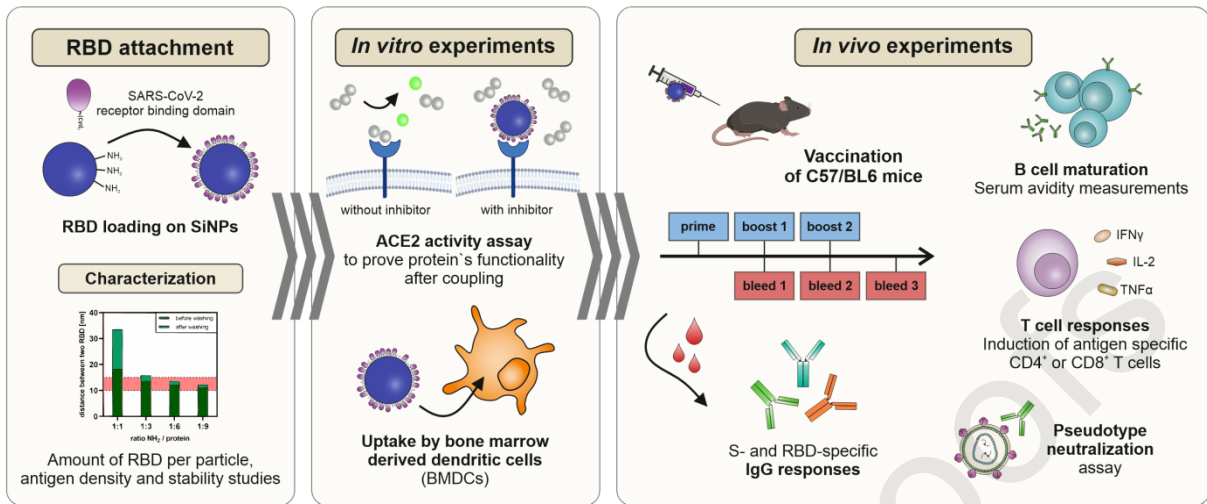 RBD attachment
SARS-CoV-2
receptor binding domain
NH₂
NH₂
NH₂
RBD loading on SiNPs
Characterization
before washing
after washing
distance between two RBD [nm]
40
30
20
10
0
1:1 1:3 1:6 1:9
ratio NH₂ / protein
Amount of RBD per particle,
antigen density and stability studies
In vitro experiments
without inhibitor
with inhibitor
ACE2 activity assay
to prove protein`s functionality
after coupling
Uptake by bone marrow
derived dendritic cells
(BMDCs)
In vivo experiments
Vaccination
of C57/BL6 mice
prime boost 1 boost 2
bleed 1 bleed 2 bleed 3
S- and RBD-specific
IgG responses
B cell maturation
Serum avidity measurements
IFNγ
IL-2
TNFα
T cell responses
Induction of antigen specific
CD4⁺ or CD8⁺ T cells
Pseudotype
neutralization
assay